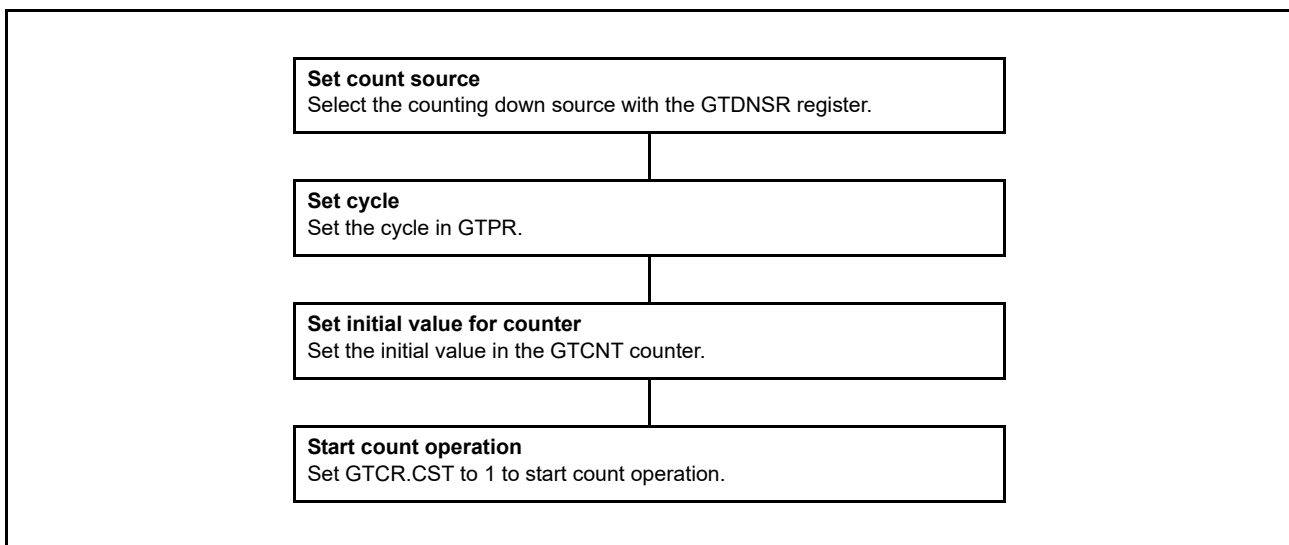 Set count source
Select the counting down source with the GTDNSR register.
Set cycle
Set the cycle in GTPR.
Set initial value for counter
Set the initial value in the GTCNT counter.
Start count operation
Set GTCR.CST to 1 to start count operation.